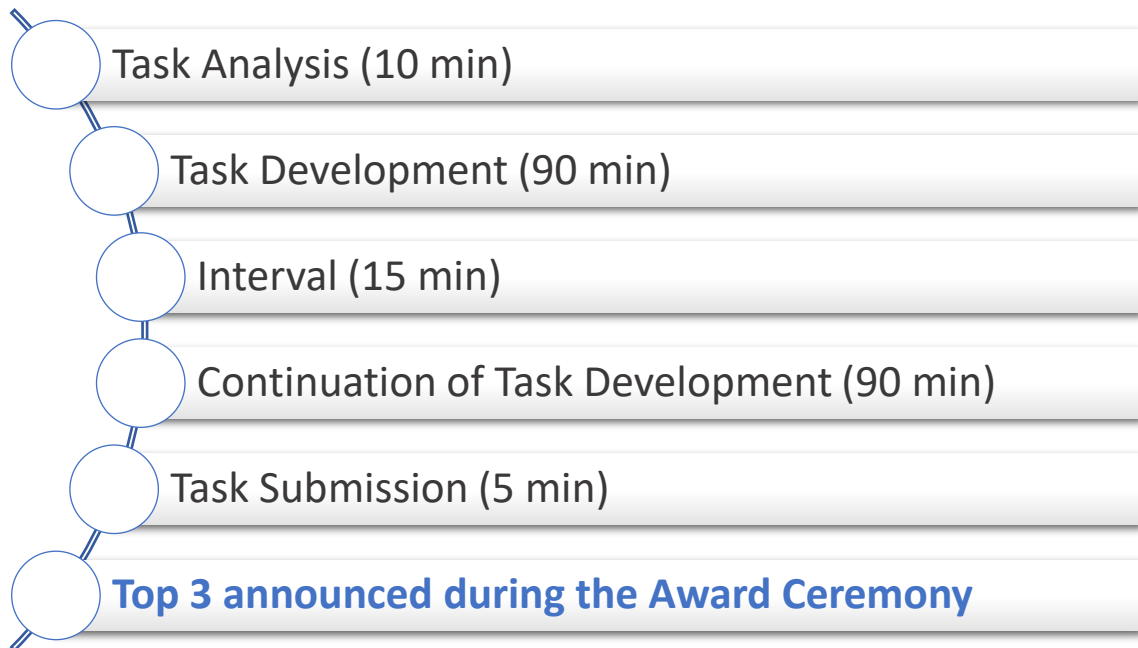 Task Analysis (10 min)
Task Development (90 min)
Interval (15 min)
Continuation of Task Development (90 min)
Task Submission (5 min)
Top 3 announced during the Award Ceremony